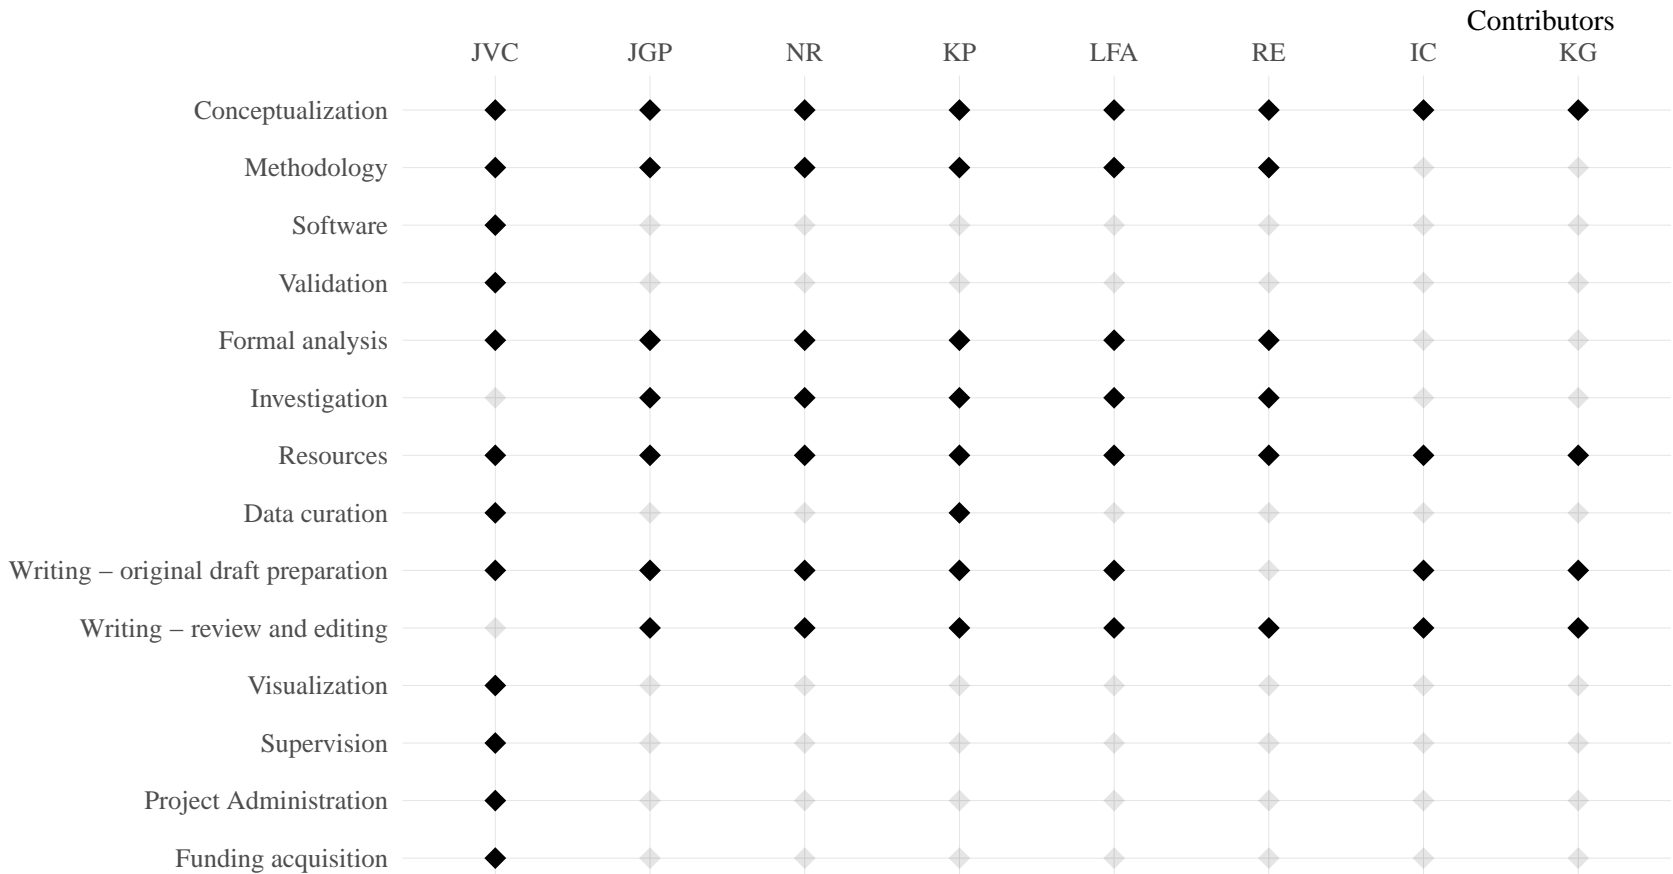 Contributors
JVC JGP NR KP LFA RE IC KG
Conceptualization
Methodology
Software
Validation
Formal analysis
Investigation
Resources
Data curation
Writing – original draft preparation
Writing – review and editing
Visualization
Supervision
Project Administration
Funding acquisition